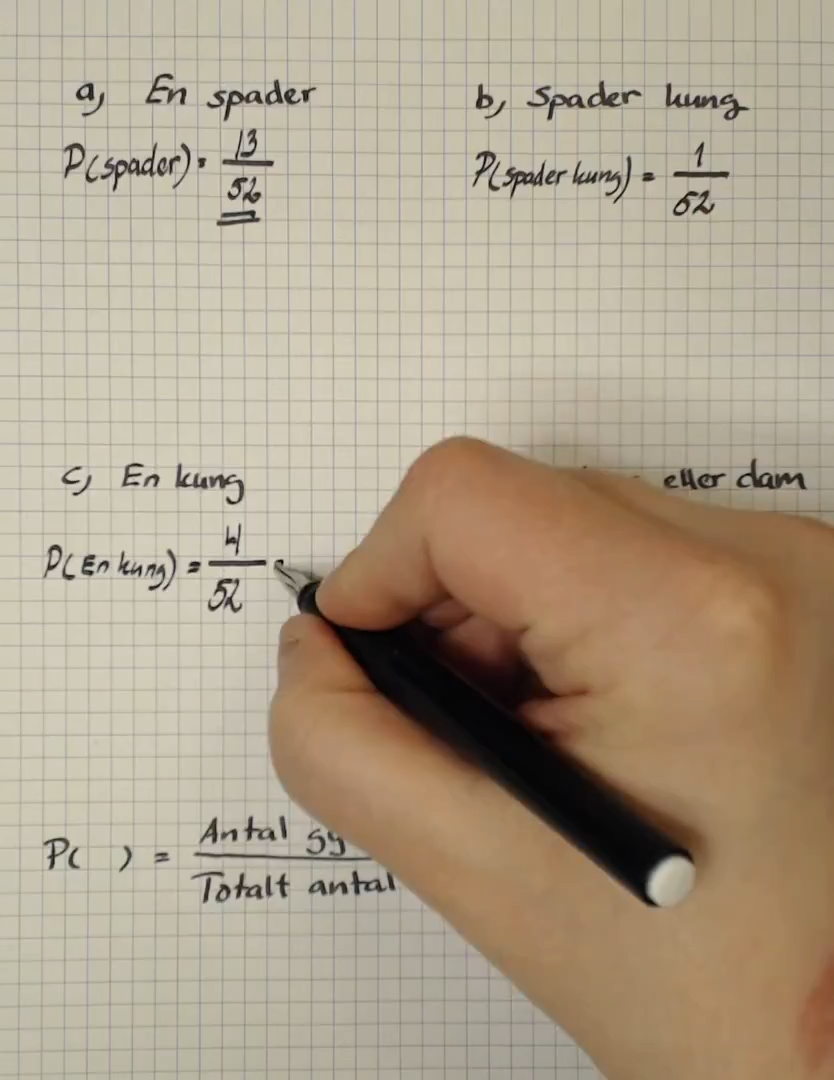 a, En spader
P(spader) = 13/52
b, Spader kung
P(spader kung) = 1/52
c, En kung
P(En kung) = 4/52
eller dam
P( ) = Antal / Totalt antal